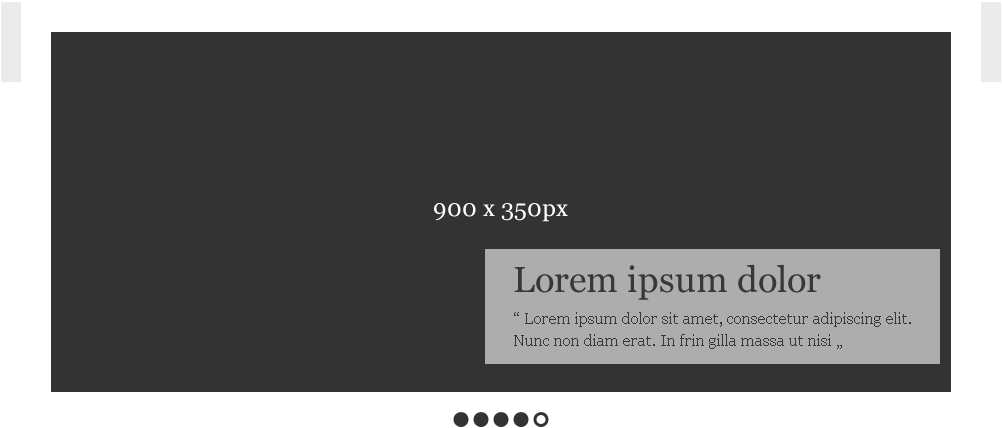 900 x 350px
Lorem ipsum dolor
“ Lorem ipsum dolor sit amet, consectetur adipiscing elit.
Nunc non diam erat. In frin gilla massa ut nisi „